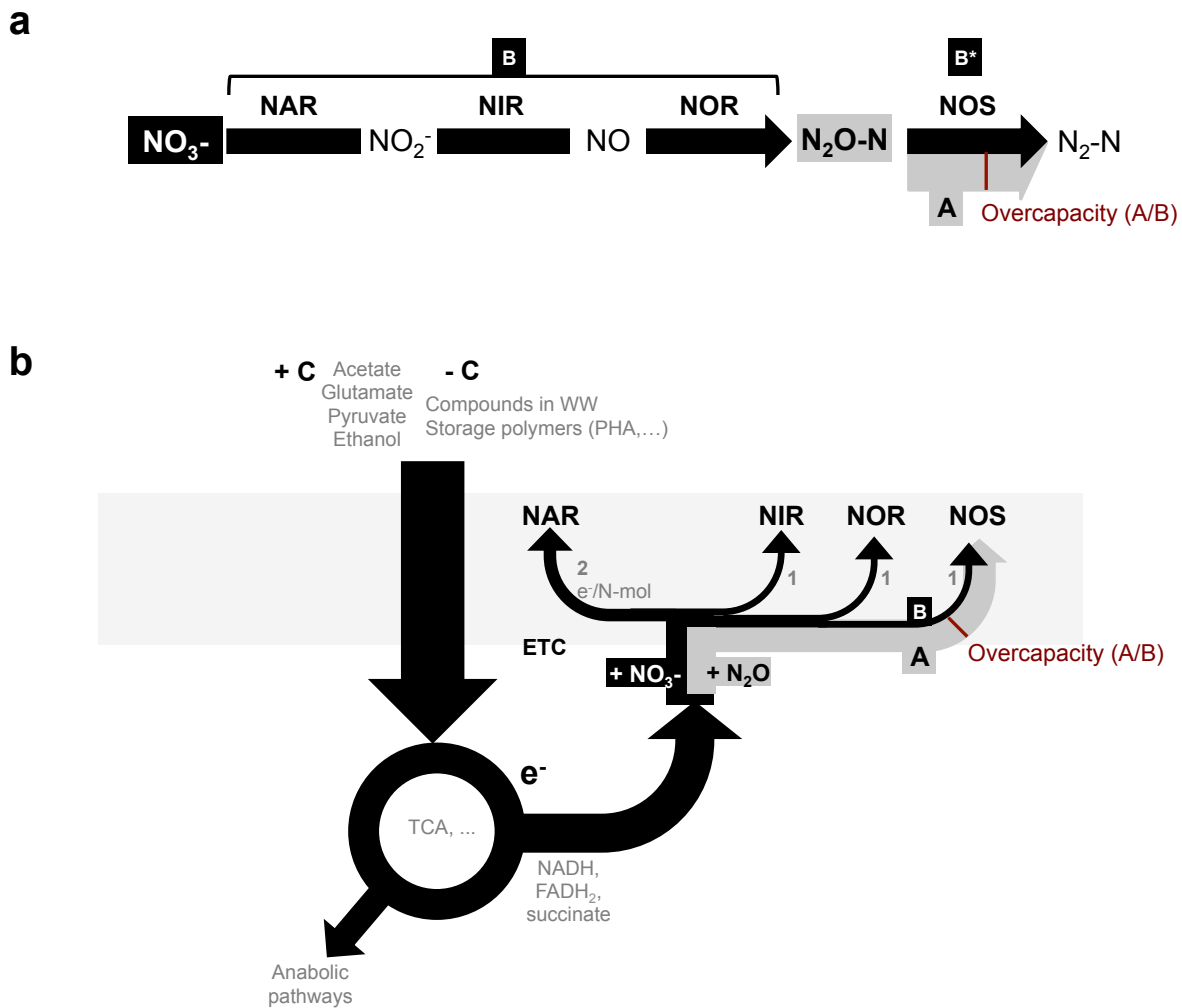 a
B
B*
NAR
NIR
NOR
NOS
NO₃-
NO₂⁻
NO
N₂O-N
N₂-N
A
Overcapacity (A/B)
b
+ C
Acetate
Glutamate
Pyruvate
Ethanol
- C
Compounds in WW
Storage polymers (PHA,...)
NAR
NIR
NOR
NOS
2
e⁻/N-mol
1
1
1
B
ETC
A
Overcapacity (A/B)
+ NO₃-
+ N₂O
e⁻
TCA, ...
NADH,
FADH₂,
succinate
Anabolic
pathways